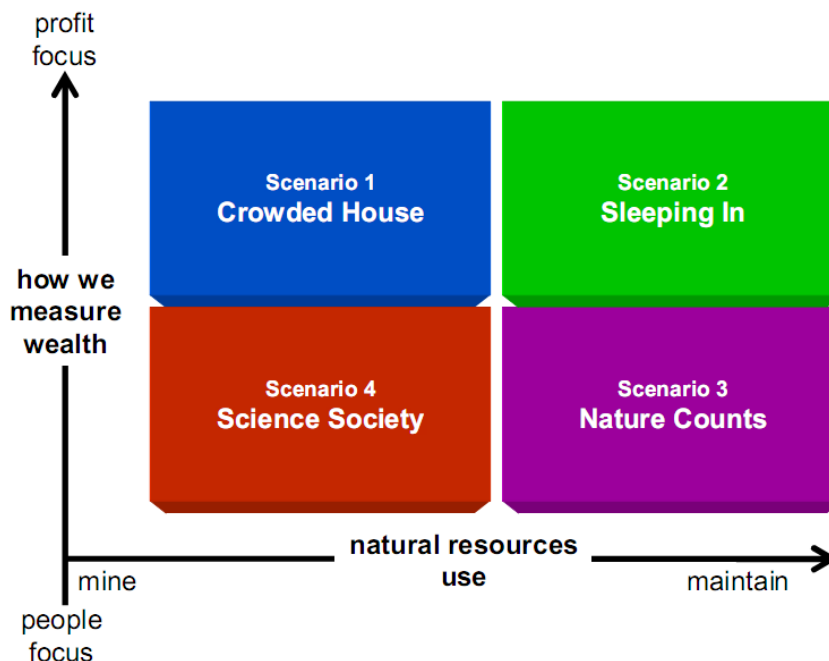 profit
focus
Scenario 1
Crowded House
Scenario 2
Sleeping In
how we
measure
wealth
Scenario 4
Science Society
Scenario 3
Nature Counts
natural resources
use
mine
maintain
people
focus